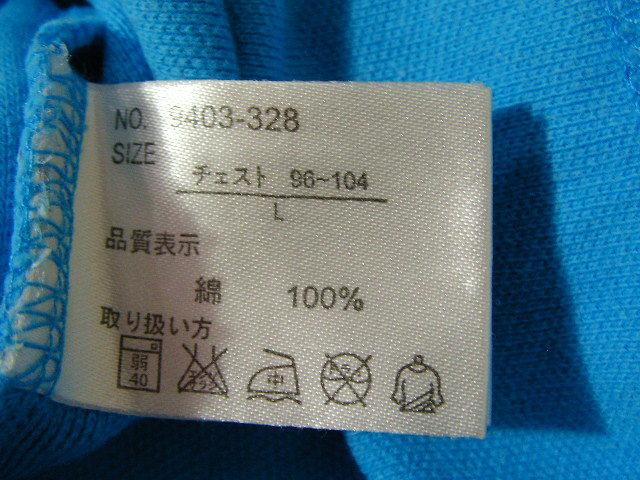 NO. 9403-328
SIZE
チェスト 96~104
L
品質表示
綿 100%
取り扱い方
弱 中
40